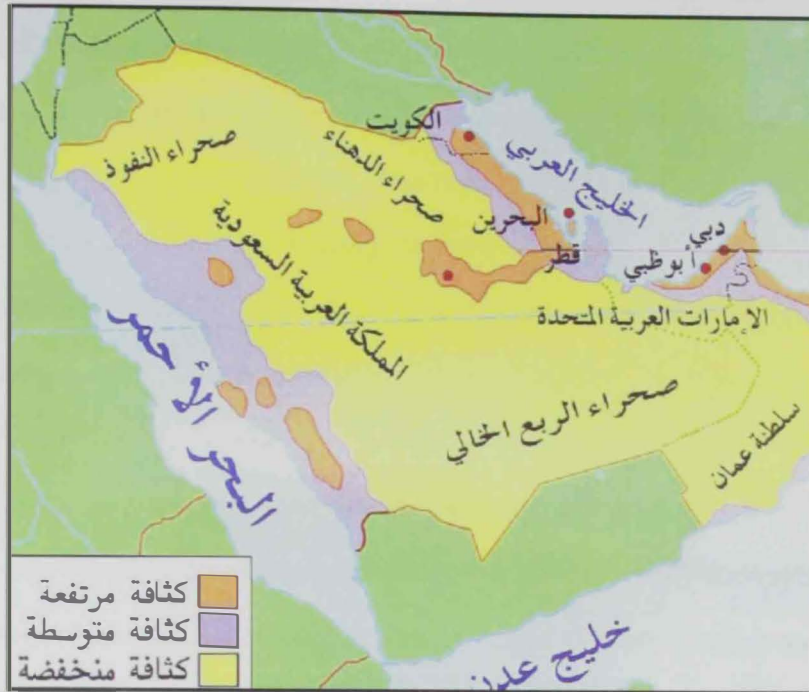 الكويت
صحراء النفوذ
صحراء الدهناء
الخليج العربي
البحرين
قطر
دبي
أبوظبي
الإمارات العربية المتحدة
المملكة العربية السعودية
البحر الأحمر
صحراء الربع الخالي
سلطنة عمان
خليج عدن
كثافة مرتفعة
كثافة متوسطة
كثافة منخفضة